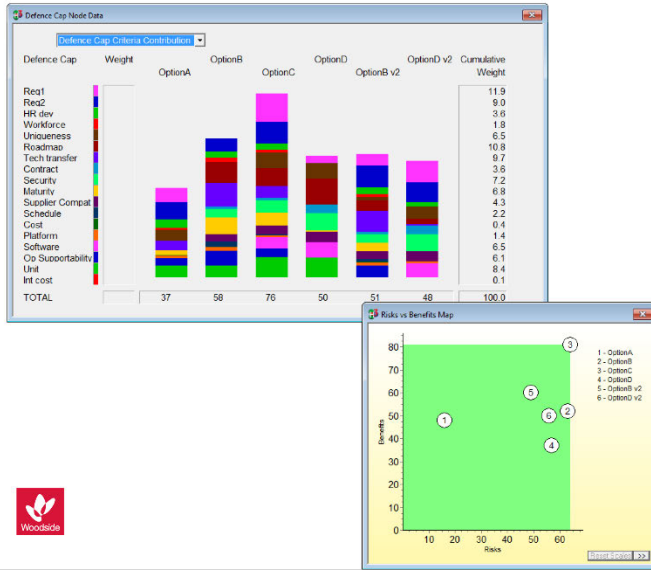 Defence Cap Node Data
Defence Cap Criteria Contribution
Defence Cap Weight OptionB OptionD OptionD v2 Cumulative
OptionA OptionC OptionB v2 Weight
Req1 11.9
Req2 9.0
HR dev 3.6
Workforce 1.8
Uniqueness 6.5
Roadmap 10.8
Tech transfer 9.7
Contract 3.6
Security 7.2
Maturity 6.8
Supplier Compat 4.3
Schedule 2.2
Cost 0.4
Platform 1.4
Software 6.5
Op Supportability 6.1
Unit 8.4
Int cost 0.1
TOTAL 37 58 76 50 51 48 100.0
Risks vs Benefits Map
80
70
60
50
40
30
20
10
0
0 10 20 30 40 50 60
Benefits
Risks
1
2
3
4
5
6
1 - OptionA
2 - OptionB
3 - OptionC
4 - OptionD
5 - OptionB v2
6 - OptionD v2
Reset Scales >>
Woodside